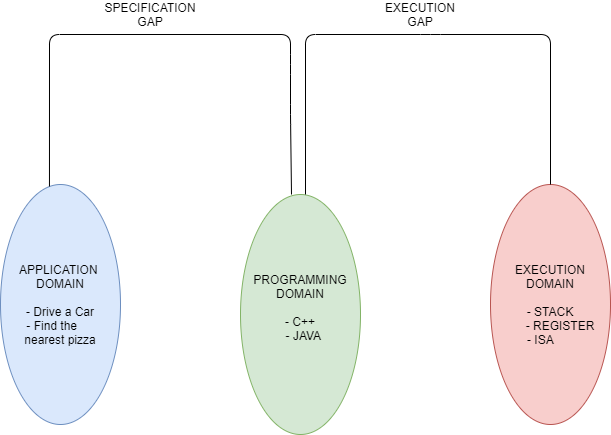 SPECIFICATION
GAP
EXECUTION
GAP
APPLICATION
DOMAIN
- Drive a Car
- Find the
nearest pizza
PROGRAMMING
DOMAIN
- C++
- JAVA
EXECUTION
DOMAIN
- STACK
- REGISTER
- ISA